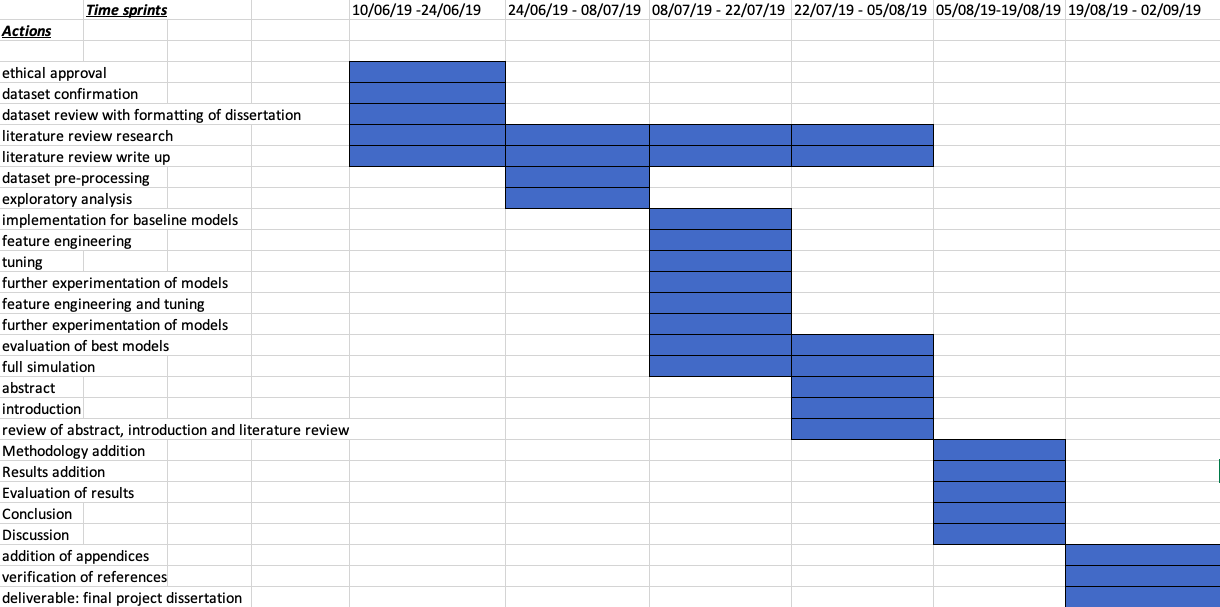 Time sprints 10/06/19 -24/06/19 24/06/19 - 08/07/19 08/07/19 - 22/07/19 22/07/19 - 05/08/19 05/08/19-19/08/19 19/08/19 - 02/09/19
Actions
ethical approval
dataset confirmation
dataset review with formatting of dissertation
literature review research
literature review write up
dataset pre-processing
exploratory analysis
implementation for baseline models
feature engineering
tuning
further experimentation of models
feature engineering and tuning
further experimentation of models
evaluation of best models
full simulation
abstract
introduction
review of abstract, introduction and literature review
Methodology addition
Results addition
Evaluation of results
Conclusion
Discussion
addition of appendices
verification of references
deliverable: final project dissertation